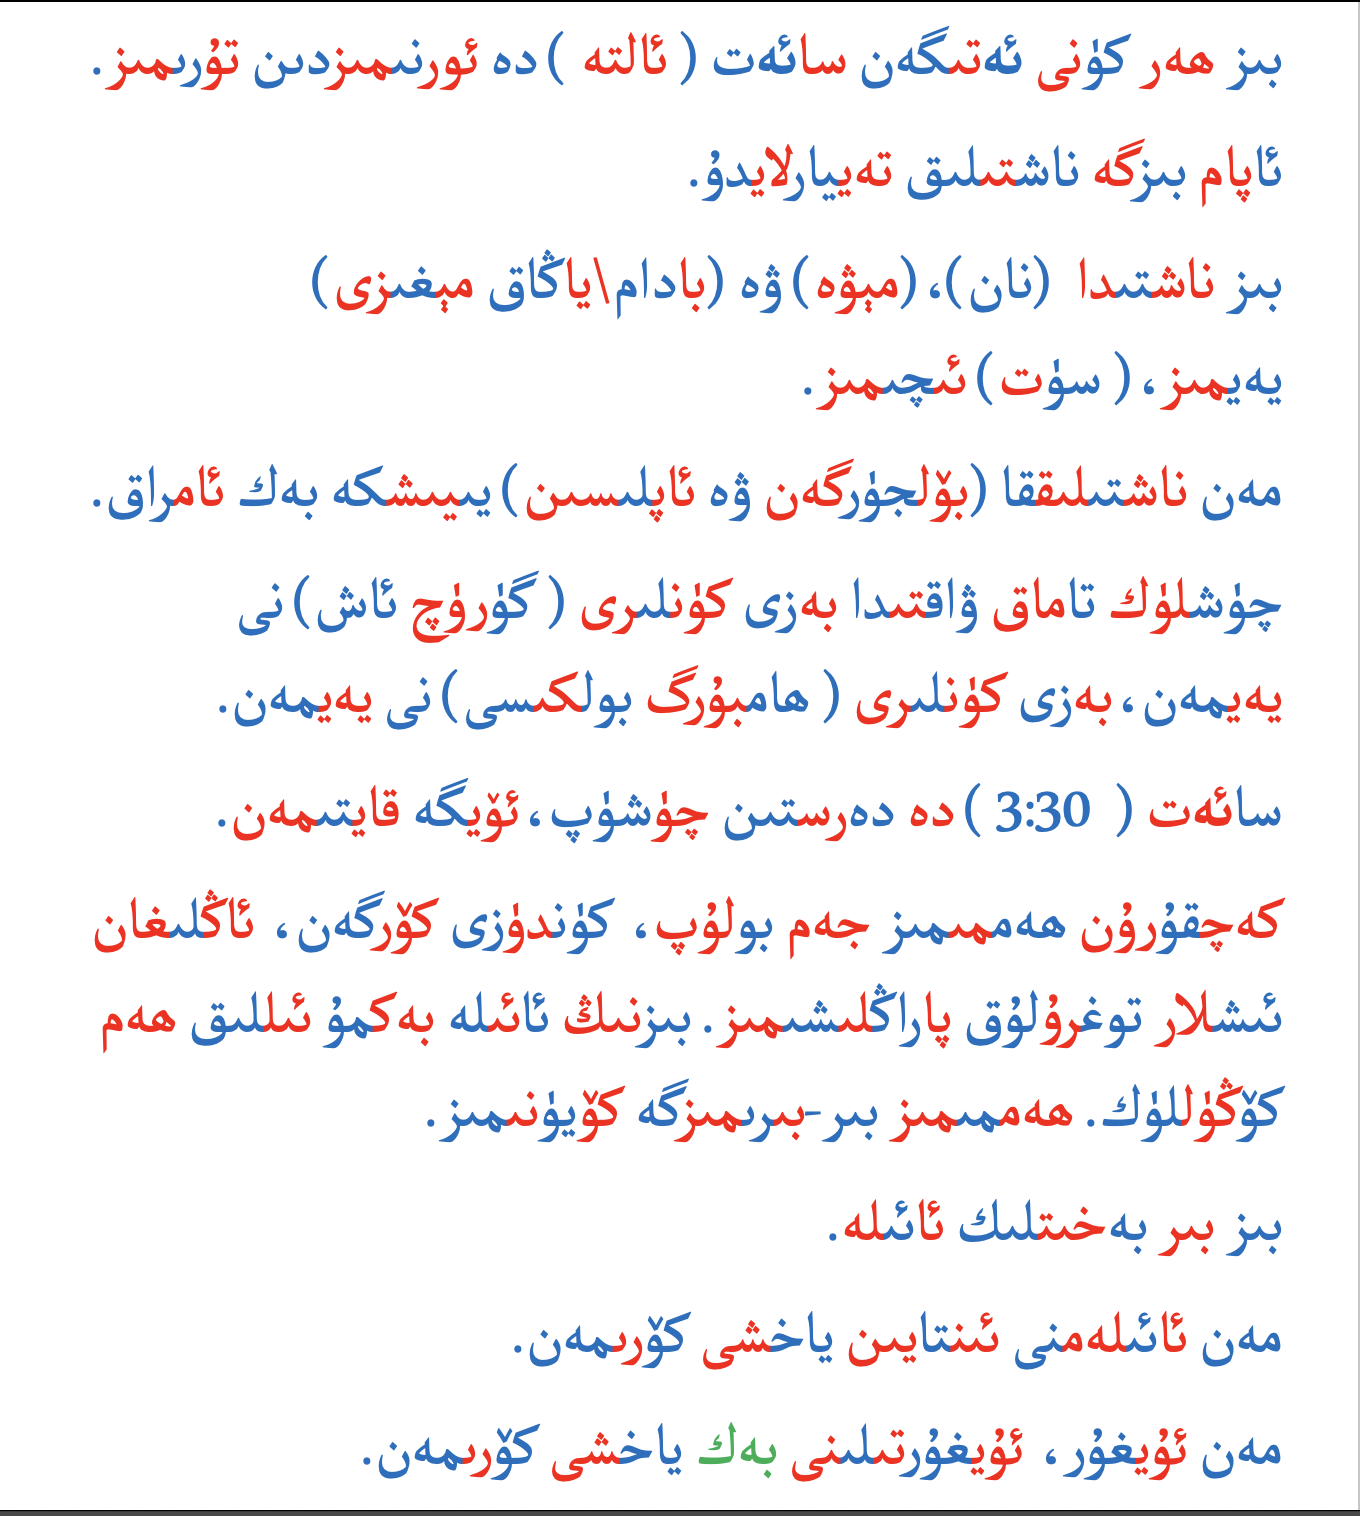 بىز ھەر كۈنى ئەتىگەن سائەت ( ئالتە )دە ئورنىمىزدىن تۇرىمىز.
ئاپام بىزگە ناشتىلىق تەييارلايدۇ.
بىز ناشتىدا (نان)، (مېۋە)ۋە (بادام\ياڭاق مېغىزى)
يەيمىز، ( سۈت)ئىچىمىز.
مەن ناشتىلىققا (بۆلجۈرگەن ۋە ئاپلىسىن)يىيىشكە بەك ئامراق.
چۈشلۈك تاماق ۋاقتىدا بەزى كۈنلىرى ( گۈرۈچ ئاش)نى
يەيمەن، بەزى كۈنلىرى ( ھامبۇرگ بولكىسى)نى يەيمەن.
سائەت ( 3:30 )دە دەرستىن چۈشۈپ، ئۆيگە قايتىمەن.
كەچقۇرۇن ھەممىمىز جەم بولۇپ، كۈندۈزى كۆرگەن، ئاڭلىغان
ئىشلار توغرۇلۇق پاراڭلىشىمىز. بىزنىڭ ئائىلە بەكمۇ ئىللىق ھەم
كۆڭۈللۈك. ھەممىمىز بىر-بىرىمىزگە كۆيۈنىمىز.
بىز بىر بەختلىك ئائىلە.
مەن ئائىلەمنى ئىنتايىن ياخشى كۆرىمەن.
مەن ئۇيغۇر، ئۇيغۇرتىلىنى بەك ياخشى كۆرىمەن.